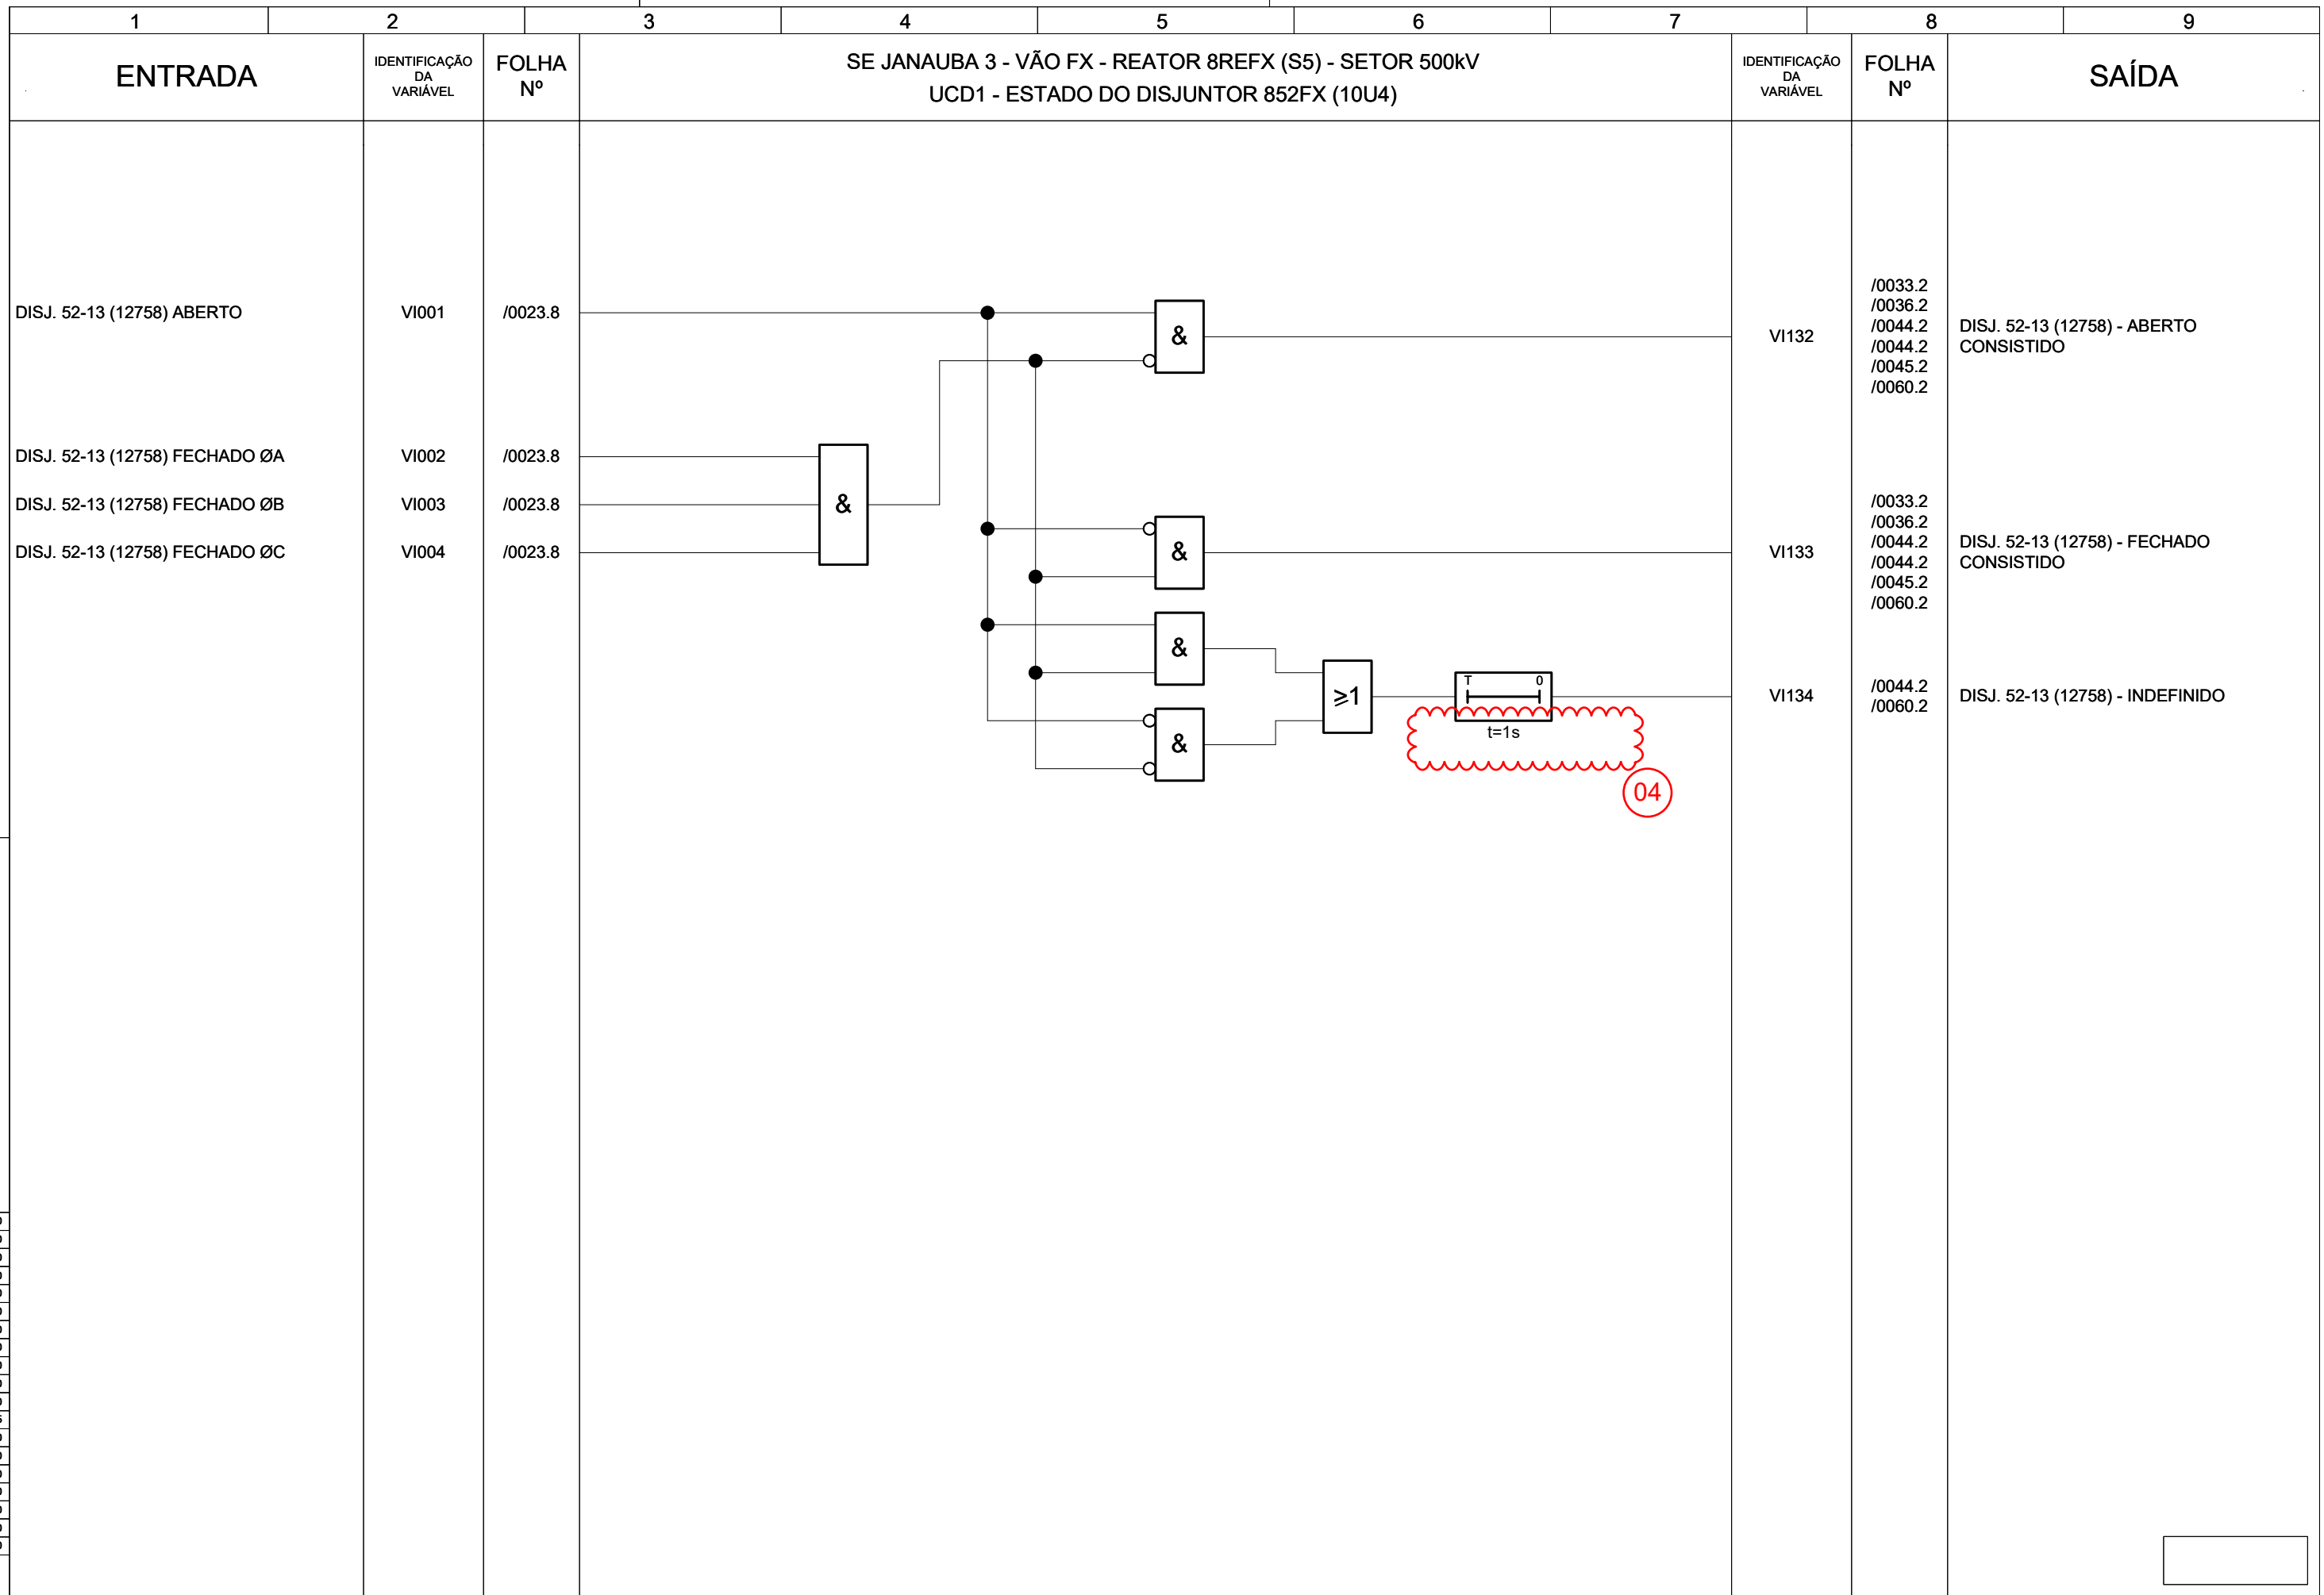 1 2 3 4 5 6 7 8 9
ENTRADA
IDENTIFICAÇÃO
DA
VARIÁVEL
FOLHA
Nº
SE JANAUBA 3 - VÃO FX - REATOR 8REFX (S5) - SETOR 500kV
UCD1 - ESTADO DO DISJUNTOR 852FX (10U4)
IDENTIFICAÇÃO
DA
VARIÁVEL
FOLHA
Nº
SAÍDA
DISJ. 52-13 (12758) ABERTO VI001 /0023.8
&
VI132
/0033.2
/0036.2
/0044.2
/0044.2
/0045.2
/0060.2
DISJ. 52-13 (12758) - ABERTO
CONSISTIDO
DISJ. 52-13 (12758) FECHADO ØA VI002 /0023.8
DISJ. 52-13 (12758) FECHADO ØB VI003 /0023.8
DISJ. 52-13 (12758) FECHADO ØC VI004 /0023.8
&
&
VI133
/0033.2
/0036.2
/0044.2
/0044.2
/0045.2
/0060.2
DISJ. 52-13 (12758) - FECHADO
CONSISTIDO
&
&
≥1
T 0
t=1s
04
VI134
/0044.2
/0060.2
DISJ. 52-13 (12758) - INDEFINIDO